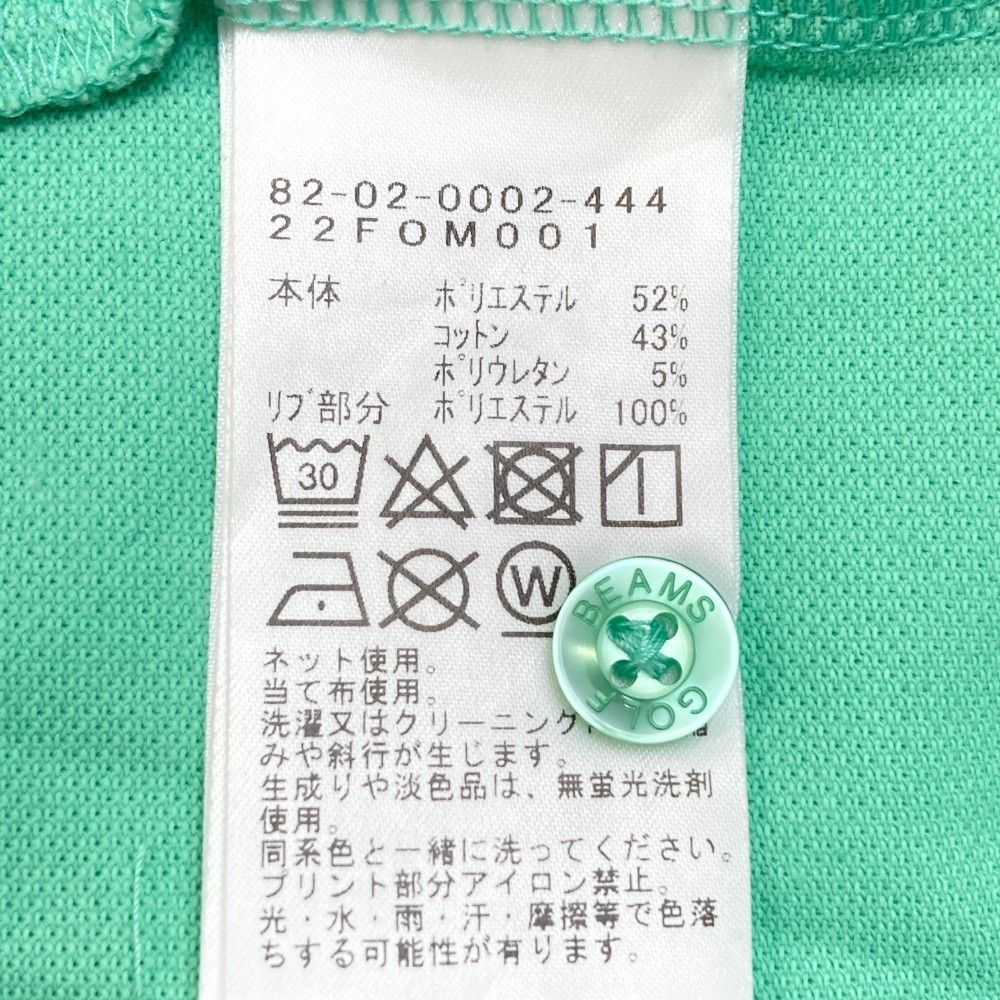 82-02-0002-444
22FOM001
本体 ポリエステル 52%
コットン 43%
ポリウレタン 5%
リブ部分 ポリエステル 100%
30
W
BEAMS
GOLF
ネット使用。
当て布使用。
洗濯又はクリーニング
みや斜行が生じます。
生成りや淡色品は、無蛍光洗剤
使用。
同系色と一緒に洗ってください。
プリント部分アイロン禁止。
光・水・雨・汗・摩擦等で色落
ちする可能性が有ります。